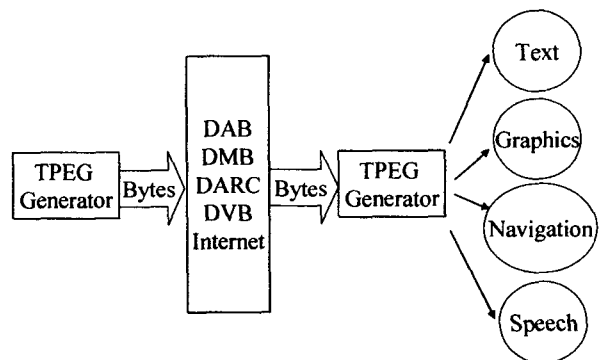 TPEG
Generator
Bytes
DAB
DMB
DARC
DVB
Internet
Bytes
TPEG
Generator
Text
Graphics
Navigation
Speech